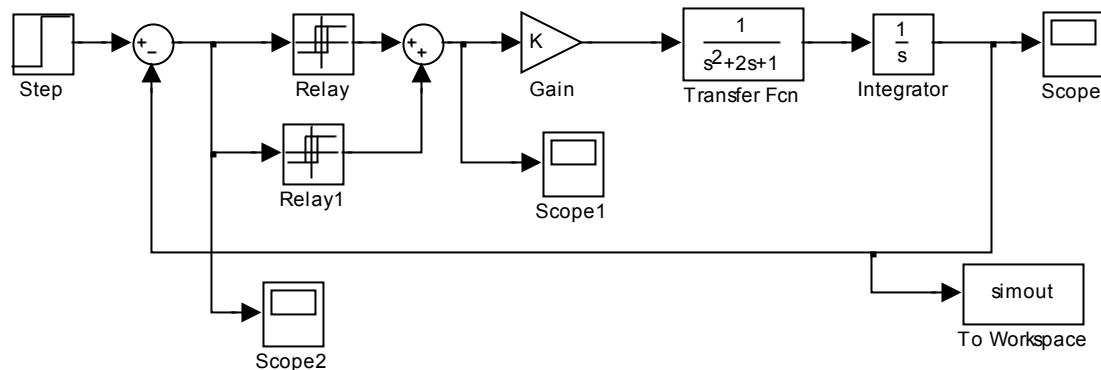 Step
+
−
Relay
Relay1
+
+
K
Gain
1
s²+2s+1
Transfer Fcn
1
s
Integrator
Scope
Scope1
Scope2
simout
To Workspace